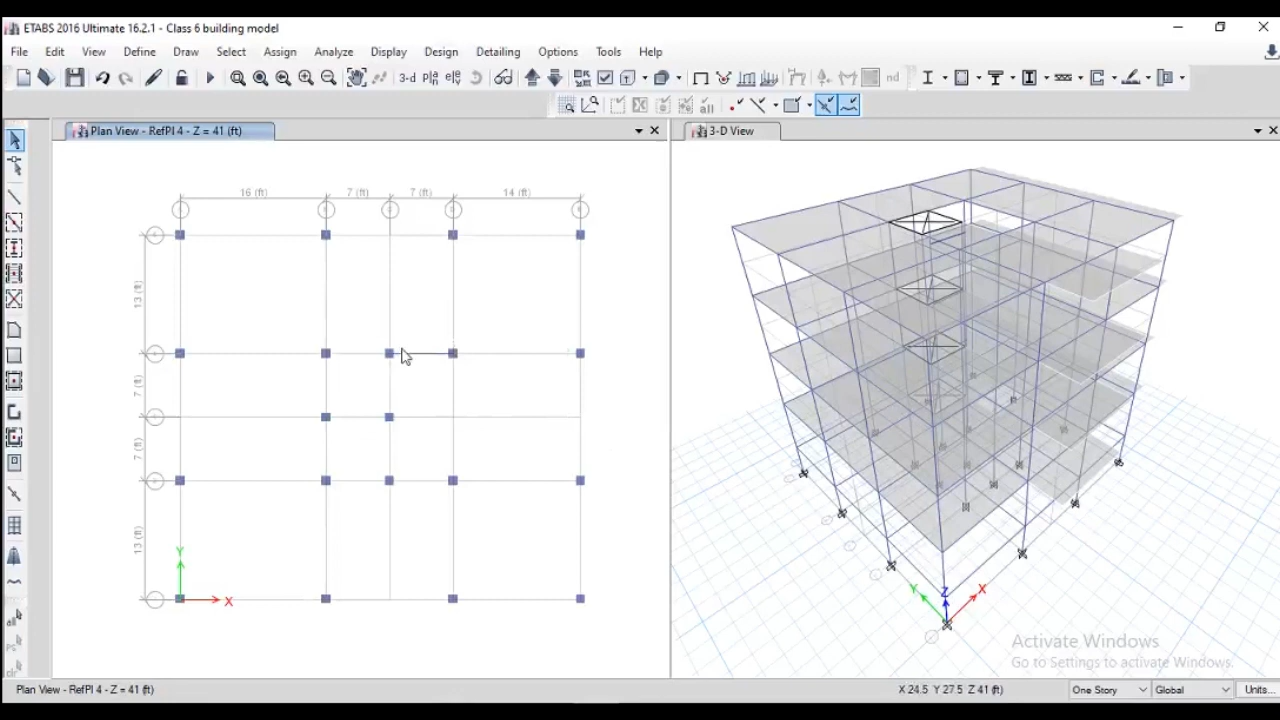 ETABS 2016 Ultimate 16.2.1 - Class 6 building model
File Edit View Define Draw Select Assign Analyze Display Design Detailing Options Tools Help
3-d
nd
all
Plan View - RefPl 4 - Z = 41 (ft)
3-D View
16 (ft) 7 (ft) 7 (ft) 14 (ft)
13 (ft)
7 (ft)
7 (ft)
13 (ft)
Y
X
Y
Z
X
Activate Windows
Go to Settings to activate Windows.
Plan View - RefPl 4 - Z = 41 (ft)
X 24.5 Y 27.5 Z 41 (ft)
One Story
Global
Units...